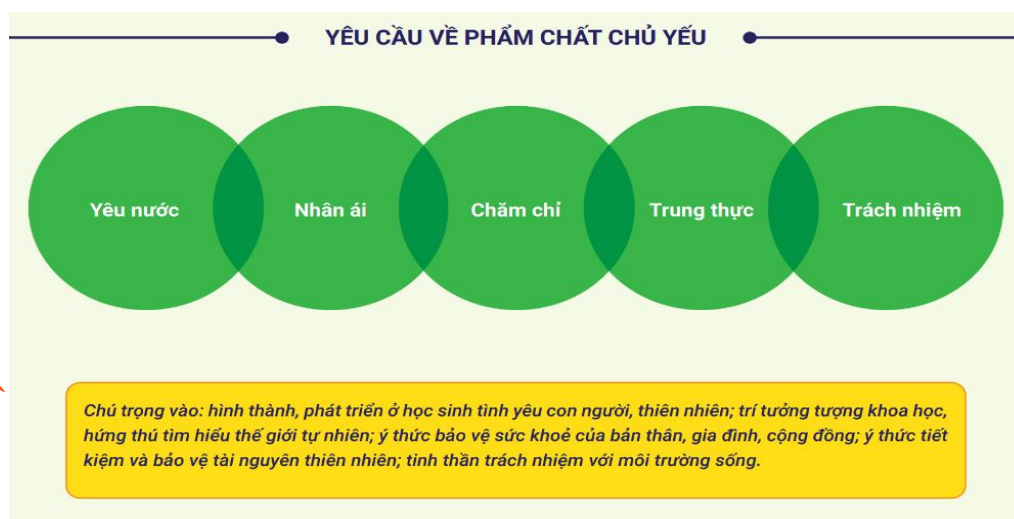 YÊU CẦU VỀ PHẨM CHẤT CHỦ YẾU
Yêu nước
Nhân ái
Chăm chỉ
Trung thực
Trách nhiệm
Chú trọng vào: hình thành, phát triển ở học sinh tình yêu con người, thiên nhiên; trí tưởng tượng khoa học,
hứng thú tìm hiểu thế giới tự nhiên; ý thức bảo vệ sức khoẻ của bản thân, gia đình, cộng đồng; ý thức tiết
kiệm và bảo vệ tài nguyên thiên nhiên; tinh thần trách nhiệm với môi trường sống.